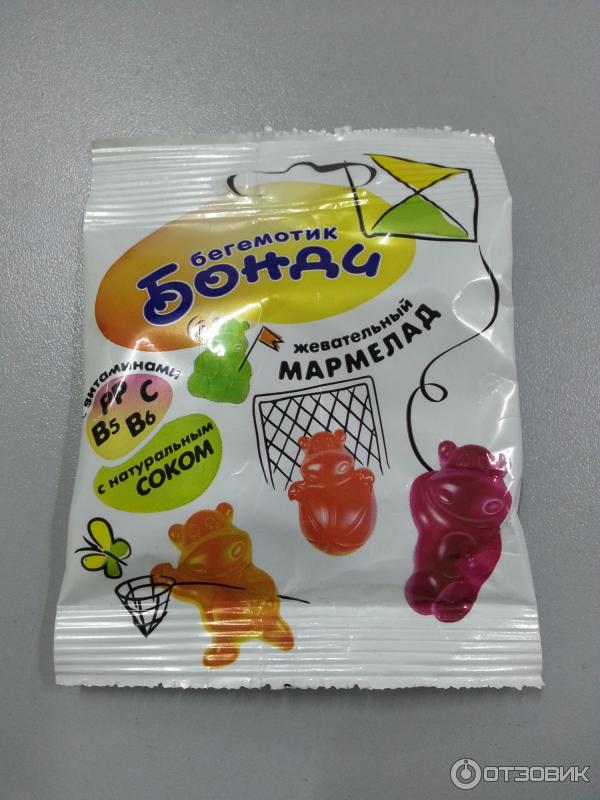 бегемотик
Бонди
жевательный
МАРМЕЛАД
с витаминами
PP C
B5 B6
с натуральным
СОКОМ
ОТЗОВИК